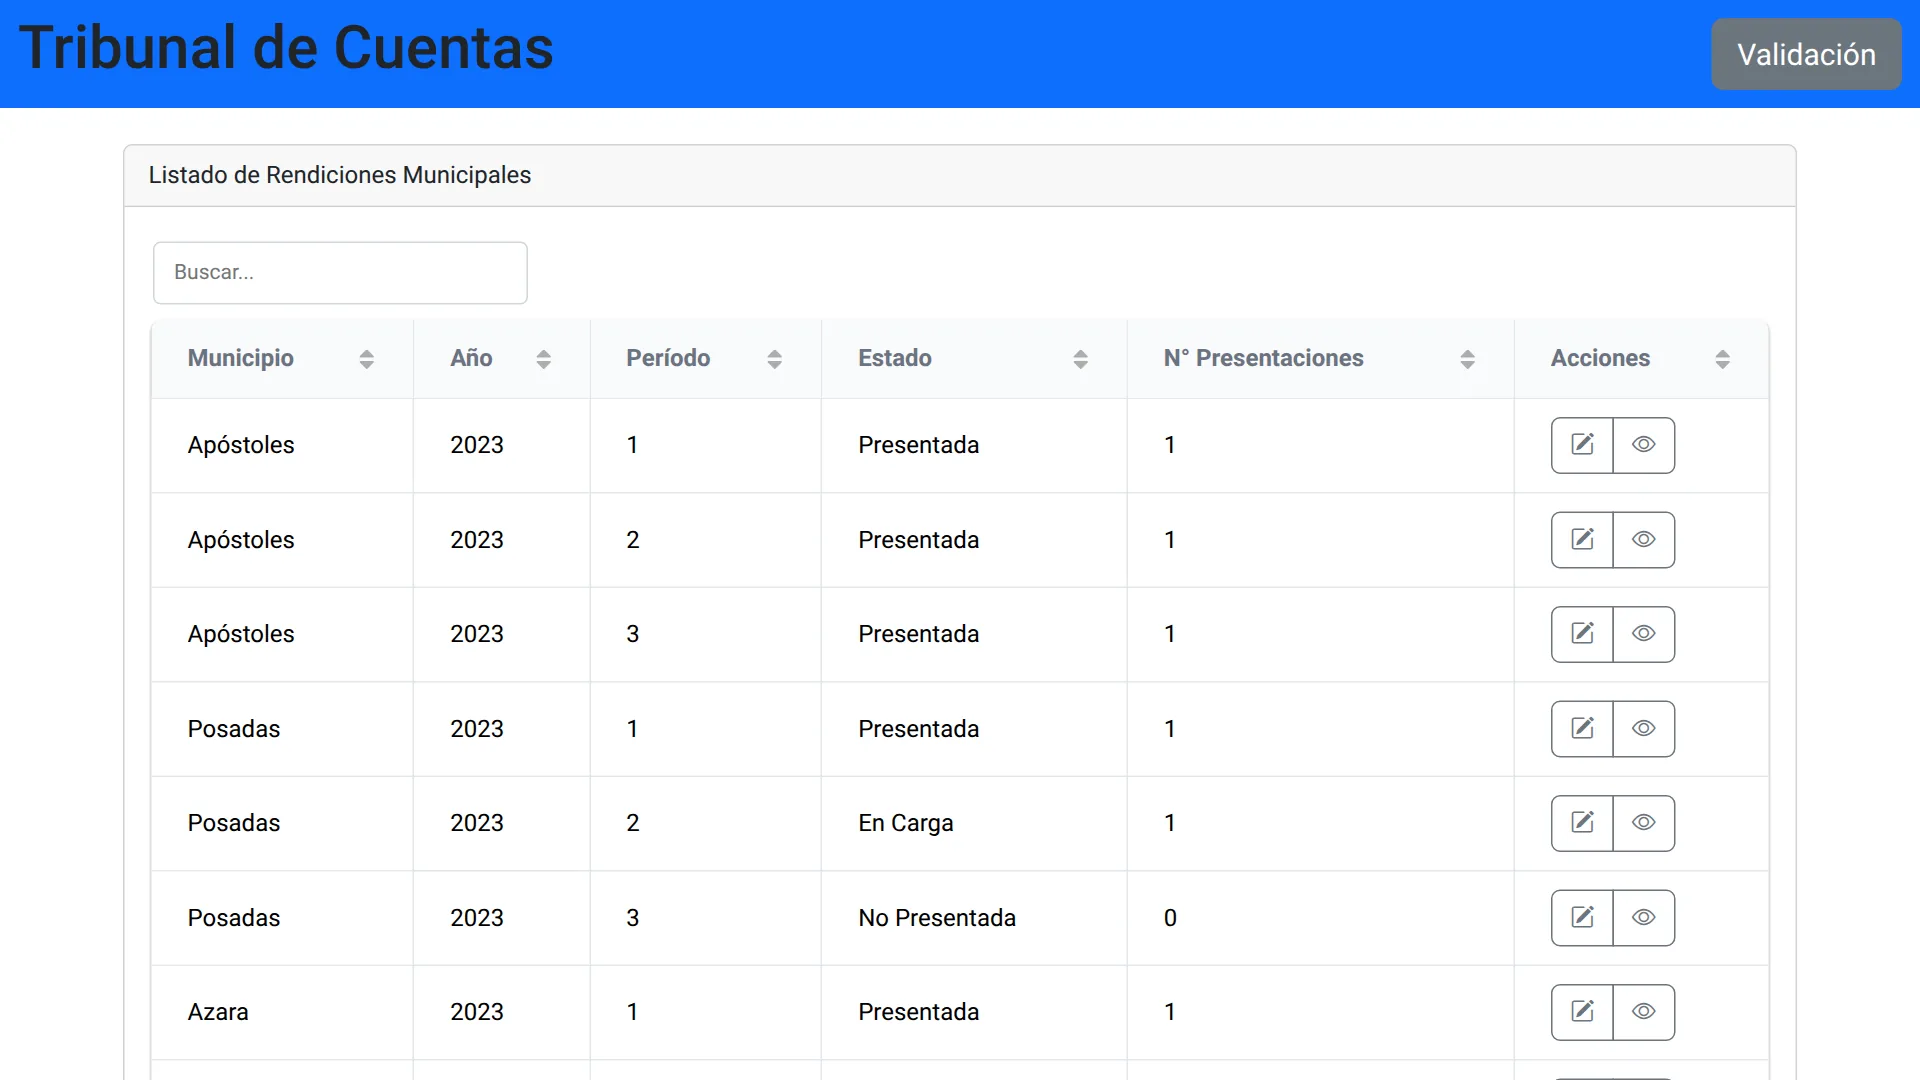 Tribunal de Cuentas
Validación
Listado de Rendiciones Municipales
Buscar...
Municipio Año Período Estado N° Presentaciones Acciones
Apóstoles 2023 1 Presentada 1
Apóstoles 2023 2 Presentada 1
Apóstoles 2023 3 Presentada 1
Posadas 2023 1 Presentada 1
Posadas 2023 2 En Carga 1
Posadas 2023 3 No Presentada 0
Azara 2023 1 Presentada 1